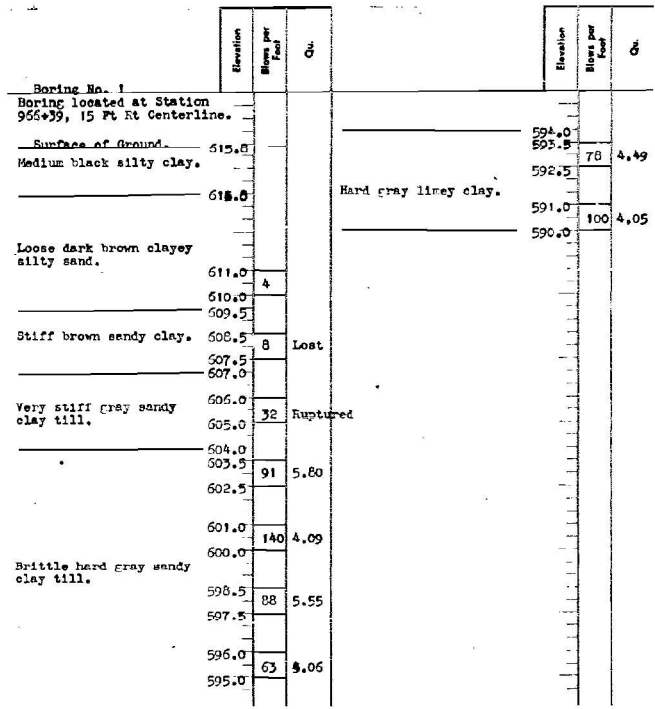 Elevation
Blows per Foot
Qu.
Boring No. 1
Boring located at Station
15 Ft Rt Centerline.
Surface of Ground. 615.8
Medium black silty clay.
Loose dark brown clayey
silty sand.
611.0
4
610.0
609.5
Stiff brown sandy clay. 608.5
8 Lost
607.5
607.0
606.0
Very stiff gray sandy
32 Ruptured
clay till. 605.0
604.0
603.5
91 5.80
602.5
601.0
140 4.09
600.0
Brittle hard gray sandy
clay till.
598.5
88 5.55
597.5
596.0
63
595.0
Elevation
Blows per Foot
Qu.
594.0
593.5
78 4.49
592.5
Hard gray limey clay.
591.0
100 4.05
590.0